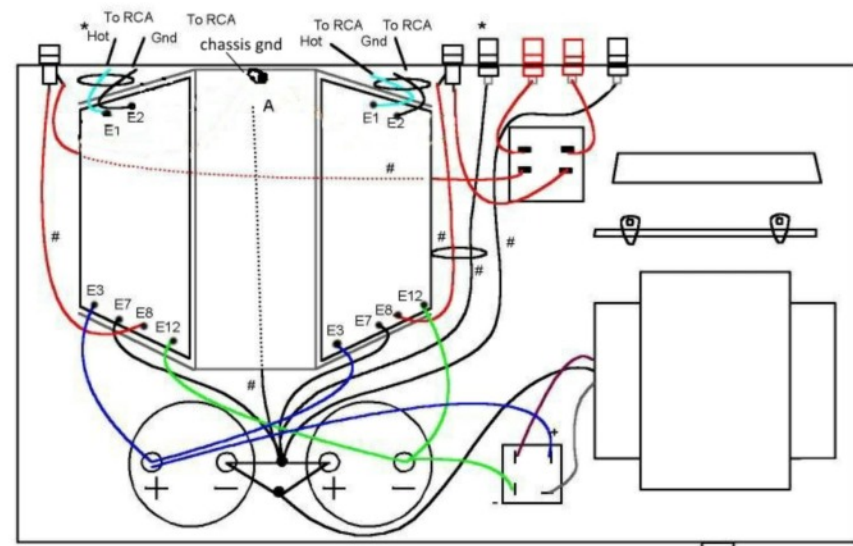 To RCA
To RCA
To RCA
To RCA
*
Hot
Gnd
chassis gnd
Hot
Gnd
*
A
E1
E2
E1
E2
#
#
#
#
#
E3
E7
E8
E12
E3
E7
E8
E12
#
+
-
+ −
+ −